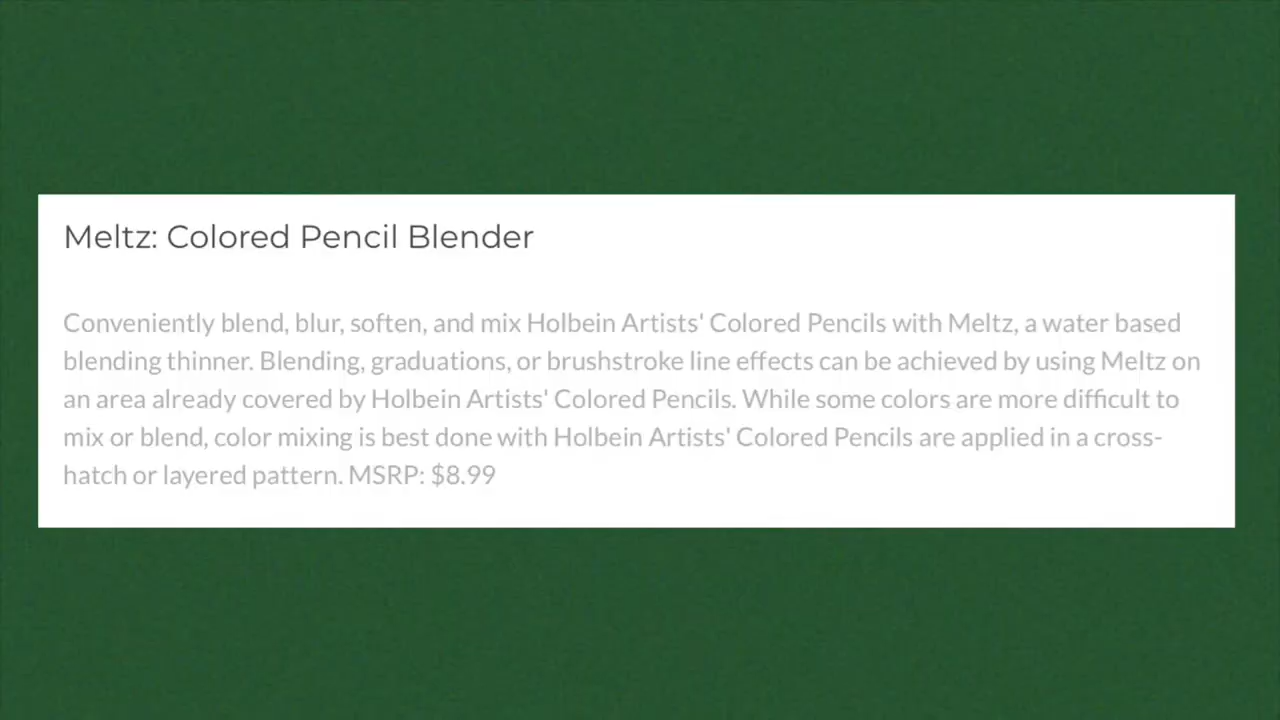 Meltz: Colored Pencil Blender
Conveniently blend, blur, soften, and mix Holbein Artists' Colored Pencils with Meltz, a water based
blending thinner. Blending, graduations, or brushstroke line effects can be achieved by using Meltz on
an area already covered by Holbein Artists' Colored Pencils. While some colors are more difficult to
mix or blend, color mixing is best done with Holbein Artists' Colored Pencils are applied in a cross-
hatch or layered pattern. MSRP: $8.99